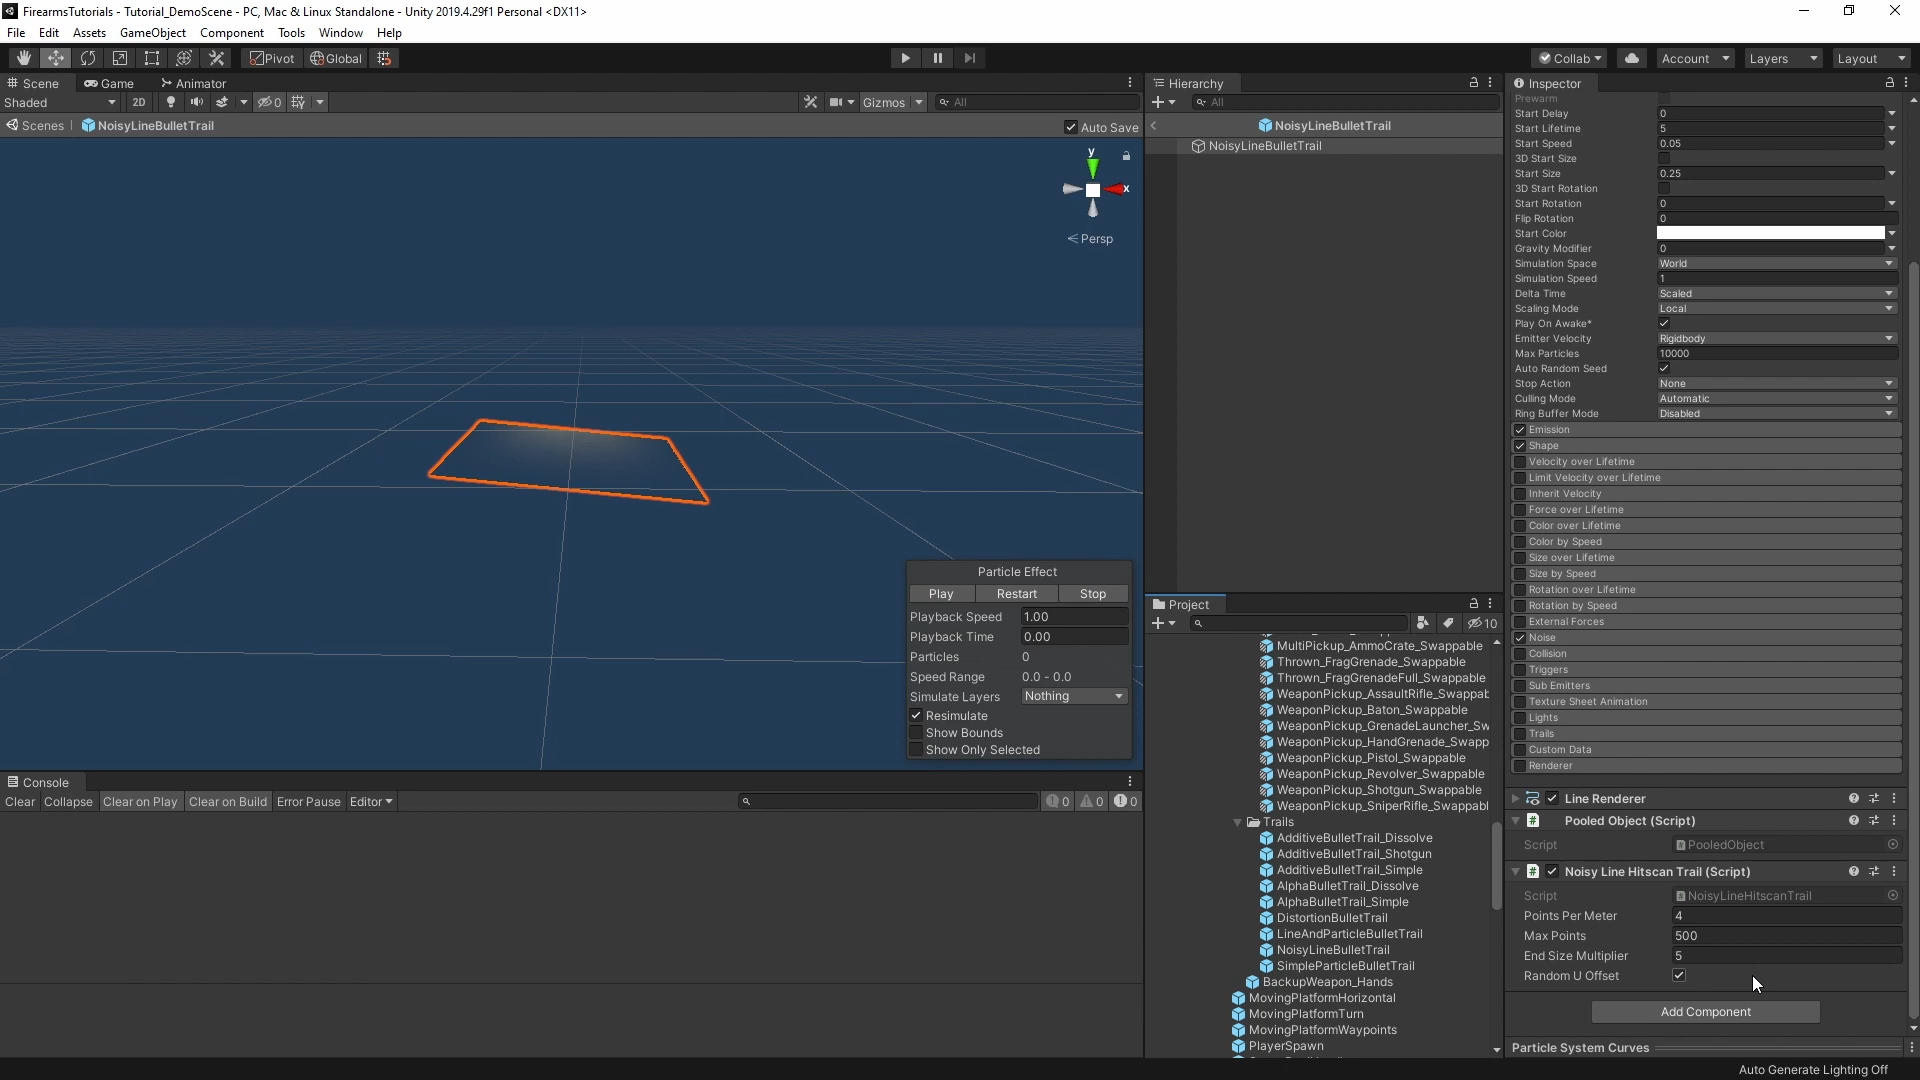 FirearmsTutorials - Tutorial_DemoScene - PC, Mac & Linux Standalone - Unity 2019.4.29f1 Personal <DX11>
File Edit Assets GameObject Component Tools Window Help
Pivot Global Collab Account Layers Layout
Scene Game Animator
Shaded 2D 0 Gizmos All
Scenes NoisyLineBulletTrail Auto Save
y
x
Persp
Particle Effect
Play Restart Stop
Playback Speed 1.00
Playback Time 0.00
Particles 0
Speed Range 0.0 - 0.0
Simulate Layers Nothing
Resimulate
Show Bounds
Show Only Selected
Console
Clear Collapse Clear on Play Clear on Build Error Pause Editor 0 0 0
Hierarchy
All
NoisyLineBulletTrail
NoisyLineBulletTrail
Project
10
MultiPickup_AmmoCrate_Swappable
Thrown_FragGrenade_Swappable
Thrown_FragGrenadeFull_Swappable
WeaponPickup_AssaultRifle_Swappab
WeaponPickup_Baton_Swappable
WeaponPickup_GrenadeLauncher_Sw
WeaponPickup_HandGrenade_Swapp
WeaponPickup_Pistol_Swappable
WeaponPickup_Revolver_Swappable
WeaponPickup_Shotgun_Swappable
WeaponPickup_SniperRifle_Swappabl
Trails
AdditiveBulletTrail_Dissolve
AdditiveBulletTrail_Shotgun
AdditiveBulletTrail_Simple
AlphaBulletTrail_Dissolve
AlphaBulletTrail_Simple
DistortionBulletTrail
LineAndParticleBulletTrail
NoisyLineBulletTrail
SimpleParticleBulletTrail
BackupWeapon_Hands
MovingPlatformHorizontal
MovingPlatformTurn
MovingPlatformWaypoints
PlayerSpawn
Inspector
Prewarm
Start Delay 0
Start Lifetime 5
Start Speed 0.05
3D Start Size
Start Size 0.25
3D Start Rotation
Start Rotation 0
Flip Rotation 0
Start Color
Gravity Modifier 0
Simulation Space World
Simulation Speed 1
Delta Time Scaled
Scaling Mode Local
Play On Awake*
Emitter Velocity Rigidbody
Max Particles 10000
Auto Random Seed
Stop Action None
Culling Mode Automatic
Ring Buffer Mode Disabled
Emission
Shape
Velocity over Lifetime
Limit Velocity over Lifetime
Inherit Velocity
Force over Lifetime
Color over Lifetime
Color by Speed
Size over Lifetime
Size by Speed
Rotation over Lifetime
Rotation by Speed
External Forces
Noise
Collision
Triggers
Sub Emitters
Texture Sheet Animation
Lights
Trails
Custom Data
Renderer
Line Renderer
# Pooled Object (Script)
Script PooledObject
# Noisy Line Hitscan Trail (Script)
Script NoisyLineHitscanTrail
Points Per Meter 4
Max Points 500
End Size Multiplier 5
Random U Offset
Add Component
Particle System Curves
Auto Generate Lighting Off